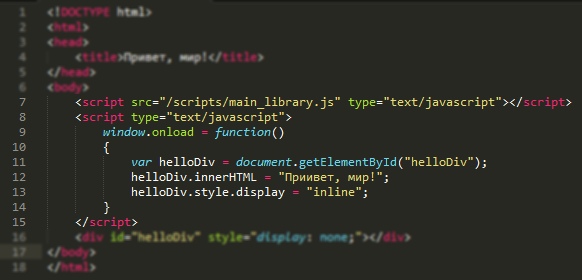 1 <!DOCTYPE html>
2 <html>
3 <head>
4 <title>Привет, мир!</title>
5 </head>
6 <body>
7 <script src="/scripts/main_library.js" type="text/javascript"></script>
8 <script type="text/javascript">
9 window.onload = function()
10 {
11 var helloDiv = document.getElementById("helloDiv");
12 helloDiv.innerHTML = "Приивет, мир!";
13 helloDiv.style.display = "inline";
14 }
15 </script>
16 <div id="helloDiv" style="display: none;"></div>
17 </body>
18 </html>